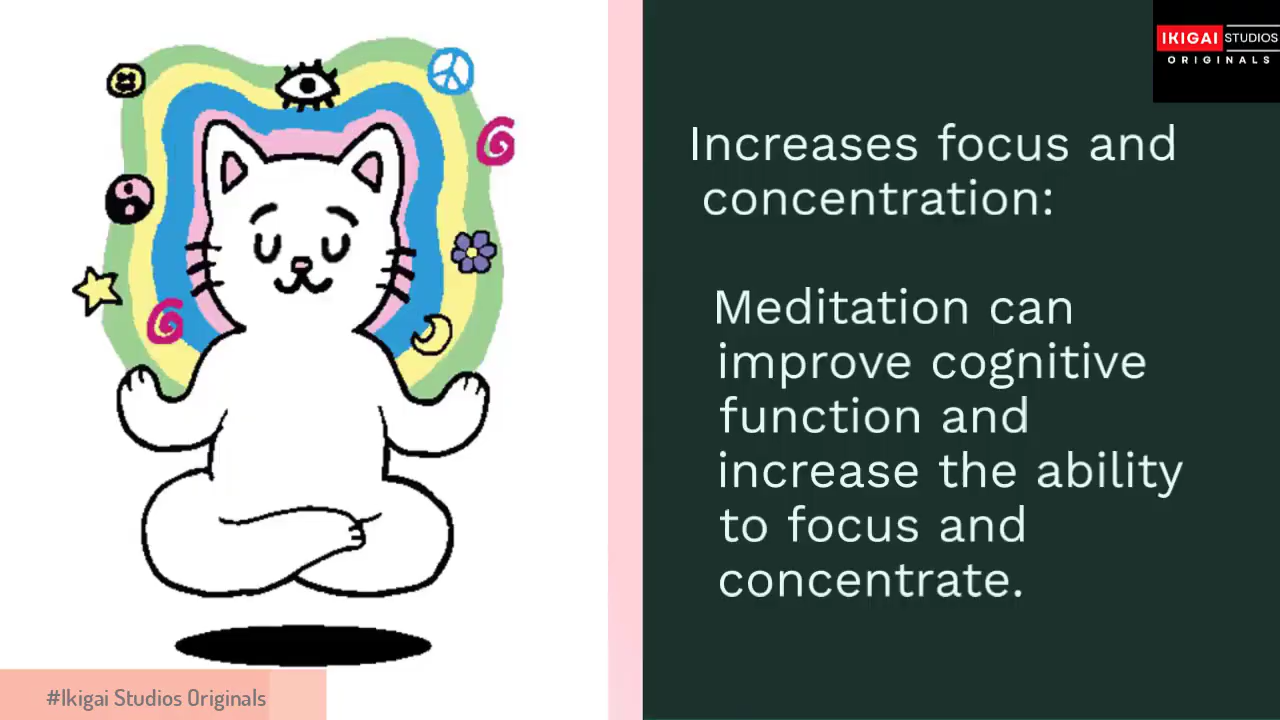 IKIGAI STUDIOS
ORIGINALS
Increases focus and
concentration:
Meditation can
improve cognitive
function and
increase the ability
to focus and
concentrate.
#Ikigai Studios Originals